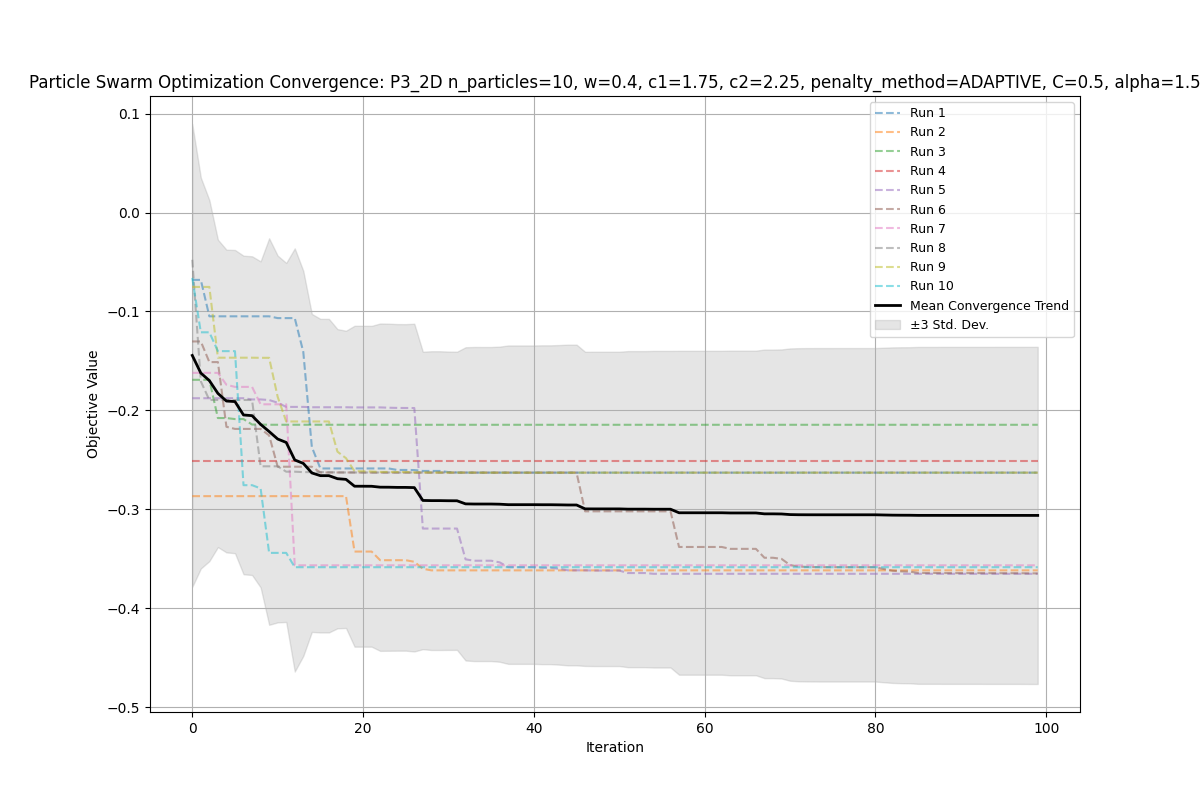 Particle Swarm Optimization Convergence: P3_2D n_particles=10, w=0.4, c1=1.75, c2=2.25, penalty_method=ADAPTIVE, C=0.5, alpha=1.5
Objective Value
0.1
0.0
−0.1
−0.2
−0.3
−0.4
−0.5
Run 1
Run 2
Run 3
Run 4
Run 5
Run 6
Run 7
Run 8
Run 9
Run 10
Mean Convergence Trend
±3 Std. Dev.
0 20 40 60 80 100
Iteration